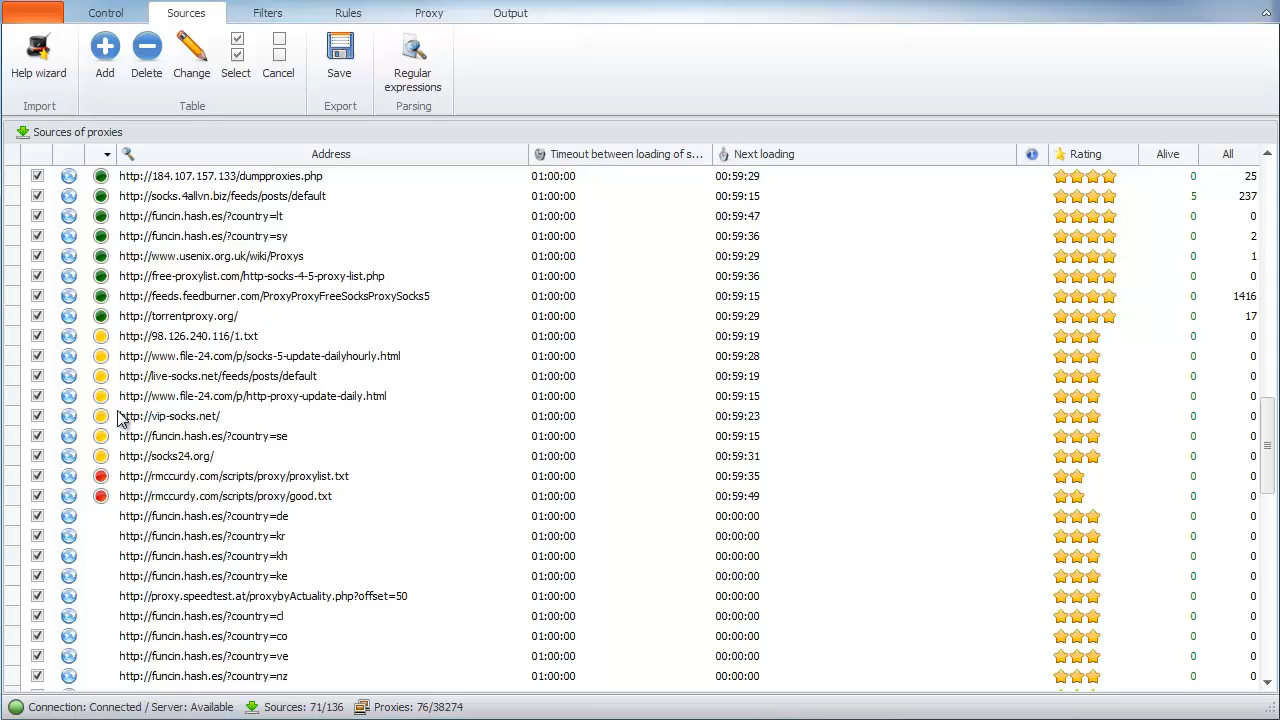 Control Sources Filters Rules Proxy Output
Help wizard Add Delete Change Select Cancel Save Regular expressions
Import Table Export Parsing
Sources of proxies
Address Timeout between loading of s... Next loading Rating Alive All
http://184.107.157.133/dumpproxies.php 01:00:00 00:59:29 0 25
http://socks.4allvn.biz/feeds/posts/default 01:00:00 00:59:15 5 237
http://funcin.hash.es/?country=lt 01:00:00 00:59:47 0 0
http://funcin.hash.es/?country=sy 01:00:00 00:59:36 0 2
http://www.usenix.org.uk/wiki/Proxys 01:00:00 00:59:29 0 1
http://free-proxylist.com/http-socks-4-5-proxy-list.php 01:00:00 00:59:36 0 0
http://feeds.feedburner.com/ProxyProxyFreeSocksProxySocks5 01:00:00 00:59:15 0 1416
http://torrentproxy.org/ 01:00:00 00:59:29 0 17
http://98.126.240.116/1.txt 01:00:00 00:59:19 0 0
http://www.file-24.com/p/socks-5-update-dailyhourly.html 01:00:00 00:59:28 0 0
http://live-socks.net/feeds/posts/default 01:00:00 00:59:19 0 0
http://www.file-24.com/p/http-proxy-update-daily.html 01:00:00 00:59:15 0 0
http://vip-socks.net/ 01:00:00 00:59:23 0 0
http://funcin.hash.es/?country=se 01:00:00 00:59:15 0 0
http://socks24.org/ 01:00:00 00:59:31 0 0
http://rmccurdy.com/scripts/proxy/proxylist.txt 01:00:00 00:59:35 0 0
http://rmccurdy.com/scripts/proxy/good.txt 01:00:00 00:59:49 0 0
http://funcin.hash.es/?country=de 01:00:00 00:00:00 0 0
http://funcin.hash.es/?country=kr 01:00:00 00:00:00 0 0
http://funcin.hash.es/?country=kh 01:00:00 00:00:00 0 0
http://funcin.hash.es/?country=ke 01:00:00 00:00:00 0 0
http://proxy.speedtest.at/proxybyActuality.php?offset=50 01:00:00 00:00:00 0 0
http://funcin.hash.es/?country=cl 01:00:00 00:00:00 0 0
http://funcin.hash.es/?country=co 01:00:00 00:00:00 0 0
http://funcin.hash.es/?country=ve 01:00:00 00:00:00 0 0
http://funcin.hash.es/?country=nz 01:00:00 00:00:00 0 0
Connection: Connected / Server: Available Sources: 71/136 Proxies: 76/38274